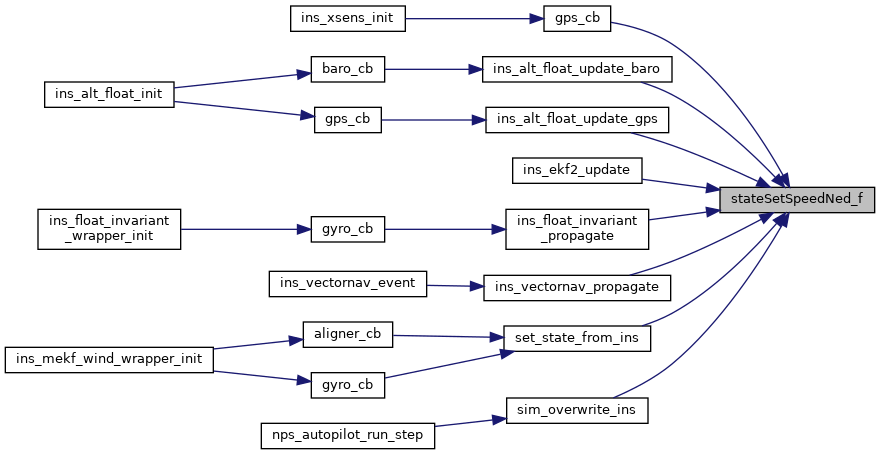 ins_xsens_init
gps_cb
baro_cb
ins_alt_float_update_baro
ins_alt_float_init
gps_cb
ins_alt_float_update_gps
ins_ekf2_update
stateSetSpeedNed_f
ins_float_invariant
_wrapper_init
gyro_cb
ins_float_invariant
_propagate
ins_vectornav_event
ins_vectornav_propagate
aligner_cb
set_state_from_ins
ins_mekf_wind_wrapper_init
gyro_cb
sim_overwrite_ins
nps_autopilot_run_step